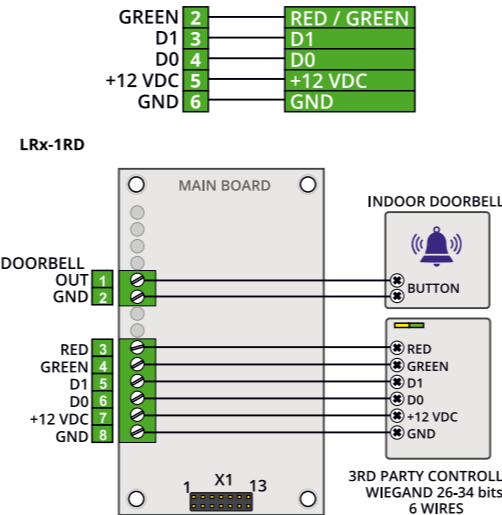 GREEN 2 RED / GREEN
D1 3 D1
D0 4 D0
+12 VDC 5 +12 VDC
GND 6 GND
LRx-1RD
MAIN BOARD
INDOOR DOORBELL
DOORBELL
OUT 1
GND 2
BUTTON
RED 3 RED
GREEN 4 GREEN
D1 5 D1
D0 6 D0
+12 VDC 7 +12 VDC
GND 8 GND
1 X1 13
3RD PARTY CONTROLL
WIEGAND 26-34 bits
6 WIRES